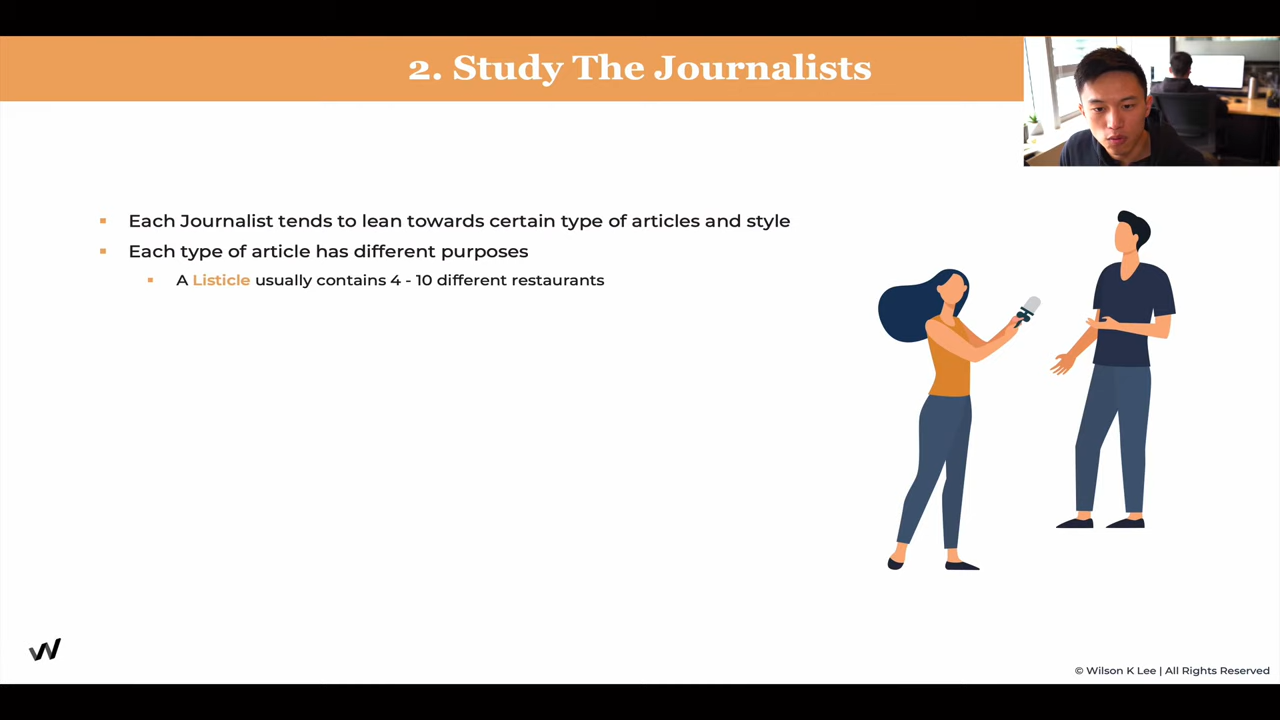 2. Study The Journalists
Each Journalist tends to lean towards certain type of articles and style
Each type of article has different purposes
A Listicle usually contains 4 - 10 different restaurants
© Wilson K Lee | All Rights Reserved